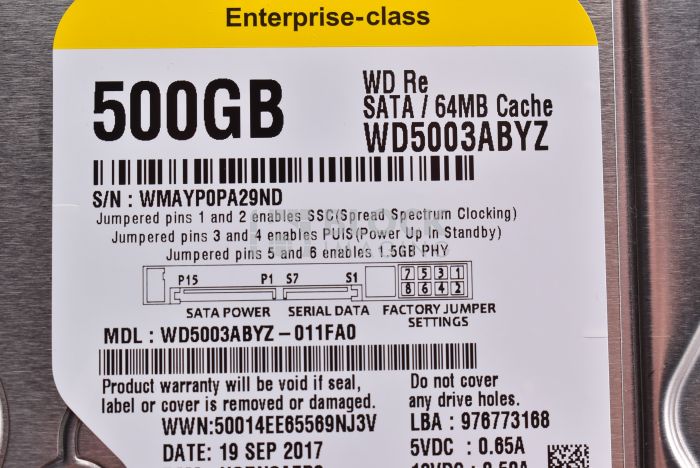 Enterprise-class
500GB
WD Re
SATA / 64MB Cache
WD5003ABYZ
S/N : WMAYP0PA29ND
Jumpered pins 1 and 2 enables SSC(Spread Spectrum Clocking)
Jumpered pins 3 and 4 enables PUIS(Power Up In Standby)
Jumpered pins 5 and 6 enables 1.5GB PHY
P15 P1 S7 S1 7 5 3 1
8 6 4 2
SATA POWER SERIAL DATA FACTORY JUMPER
SETTINGS
MDL : WD5003ABYZ-011FA0
Product warranty will be void if seal,
label or cover is removed or damaged.
Do not cover
any drive holes.
WWN:50014EE65569NJ3V
LBA : 976773168
DATE: 19 SEP 2017
5VDC : 0.65A